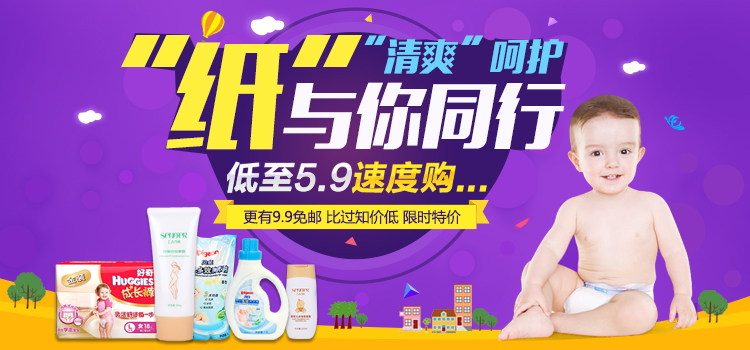 "清爽"呵护
"纸"与你同行
低至5.9速度购...
更有9.9免邮 比过知价低 限时特价
好奇
HUGGIES
成长裤
L
Pigeon